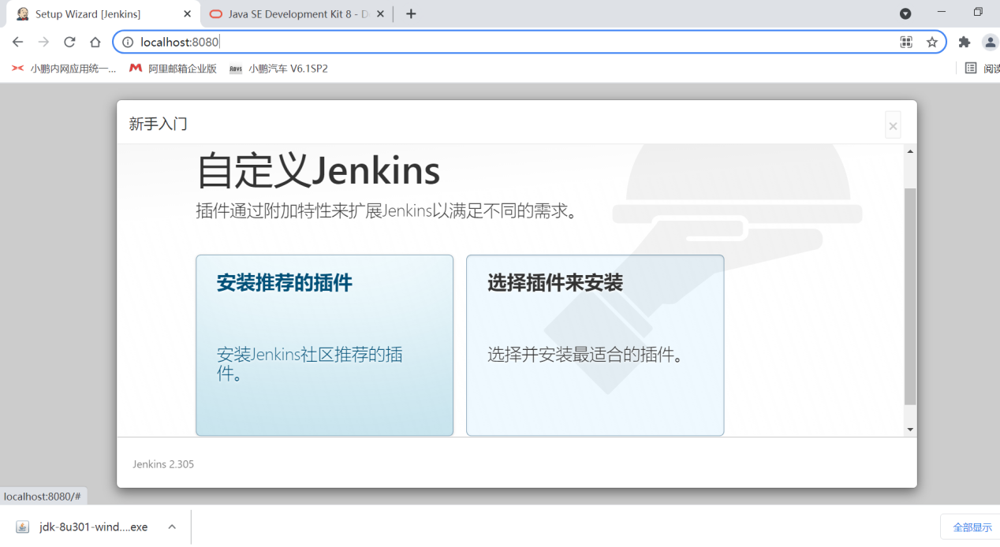 Setup Wizard [Jenkins]
Java SE Development Kit 8 - D
localhost:8080
小鹏内网应用统一...
阿里邮箱企业版
小鹏汽车 V6.1SP2
阅读
新手入门
自定义Jenkins
插件通过附加特性来扩展Jenkins以满足不同的需求。
安装推荐的插件
选择插件来安装
安装Jenkins社区推荐的插
件。
选择并安装最适合的插件。
Jenkins 2.305
localhost:8080/#
jdk-8u301-wind....exe
全部显示